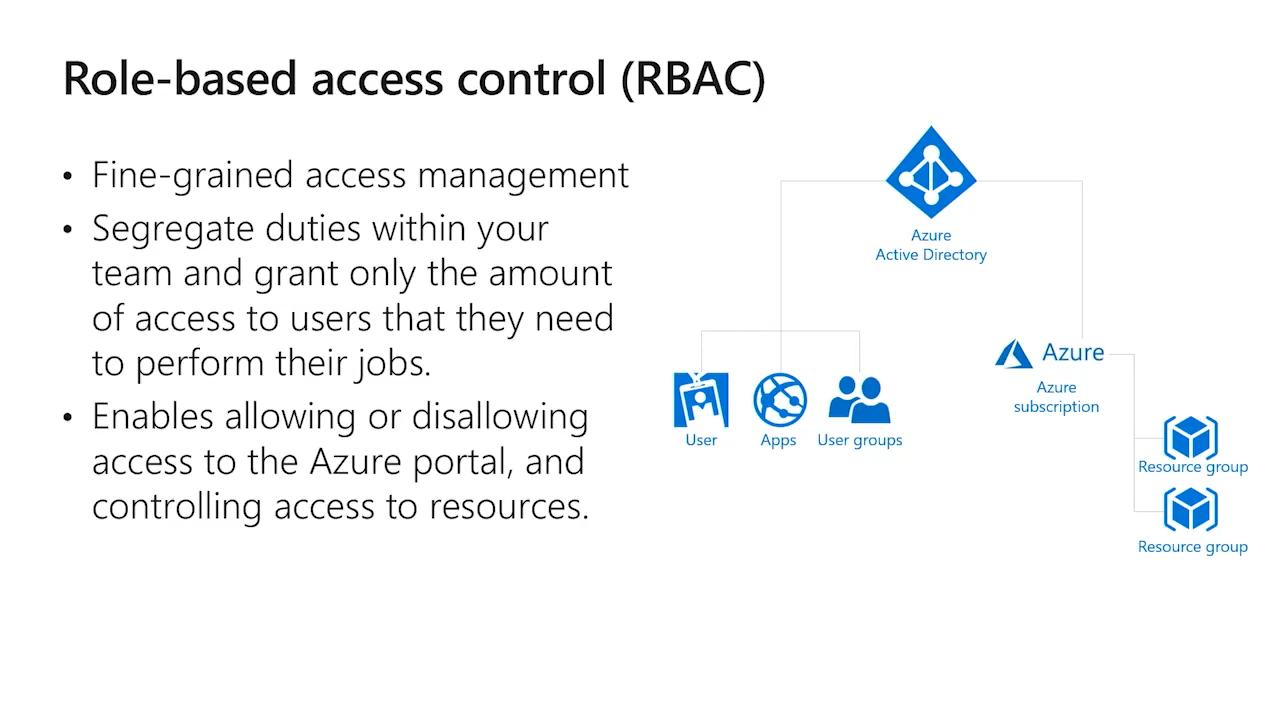 Role-based access control (RBAC)
• Fine-grained access management
• Segregate duties within your
team and grant only the amount
of access to users that they need
to perform their jobs.
• Enables allowing or disallowing
access to the Azure portal, and
controlling access to resources.
Azure
Active Directory
User
Apps
User groups
Azure
Azure
subscription
Resource group
Resource group